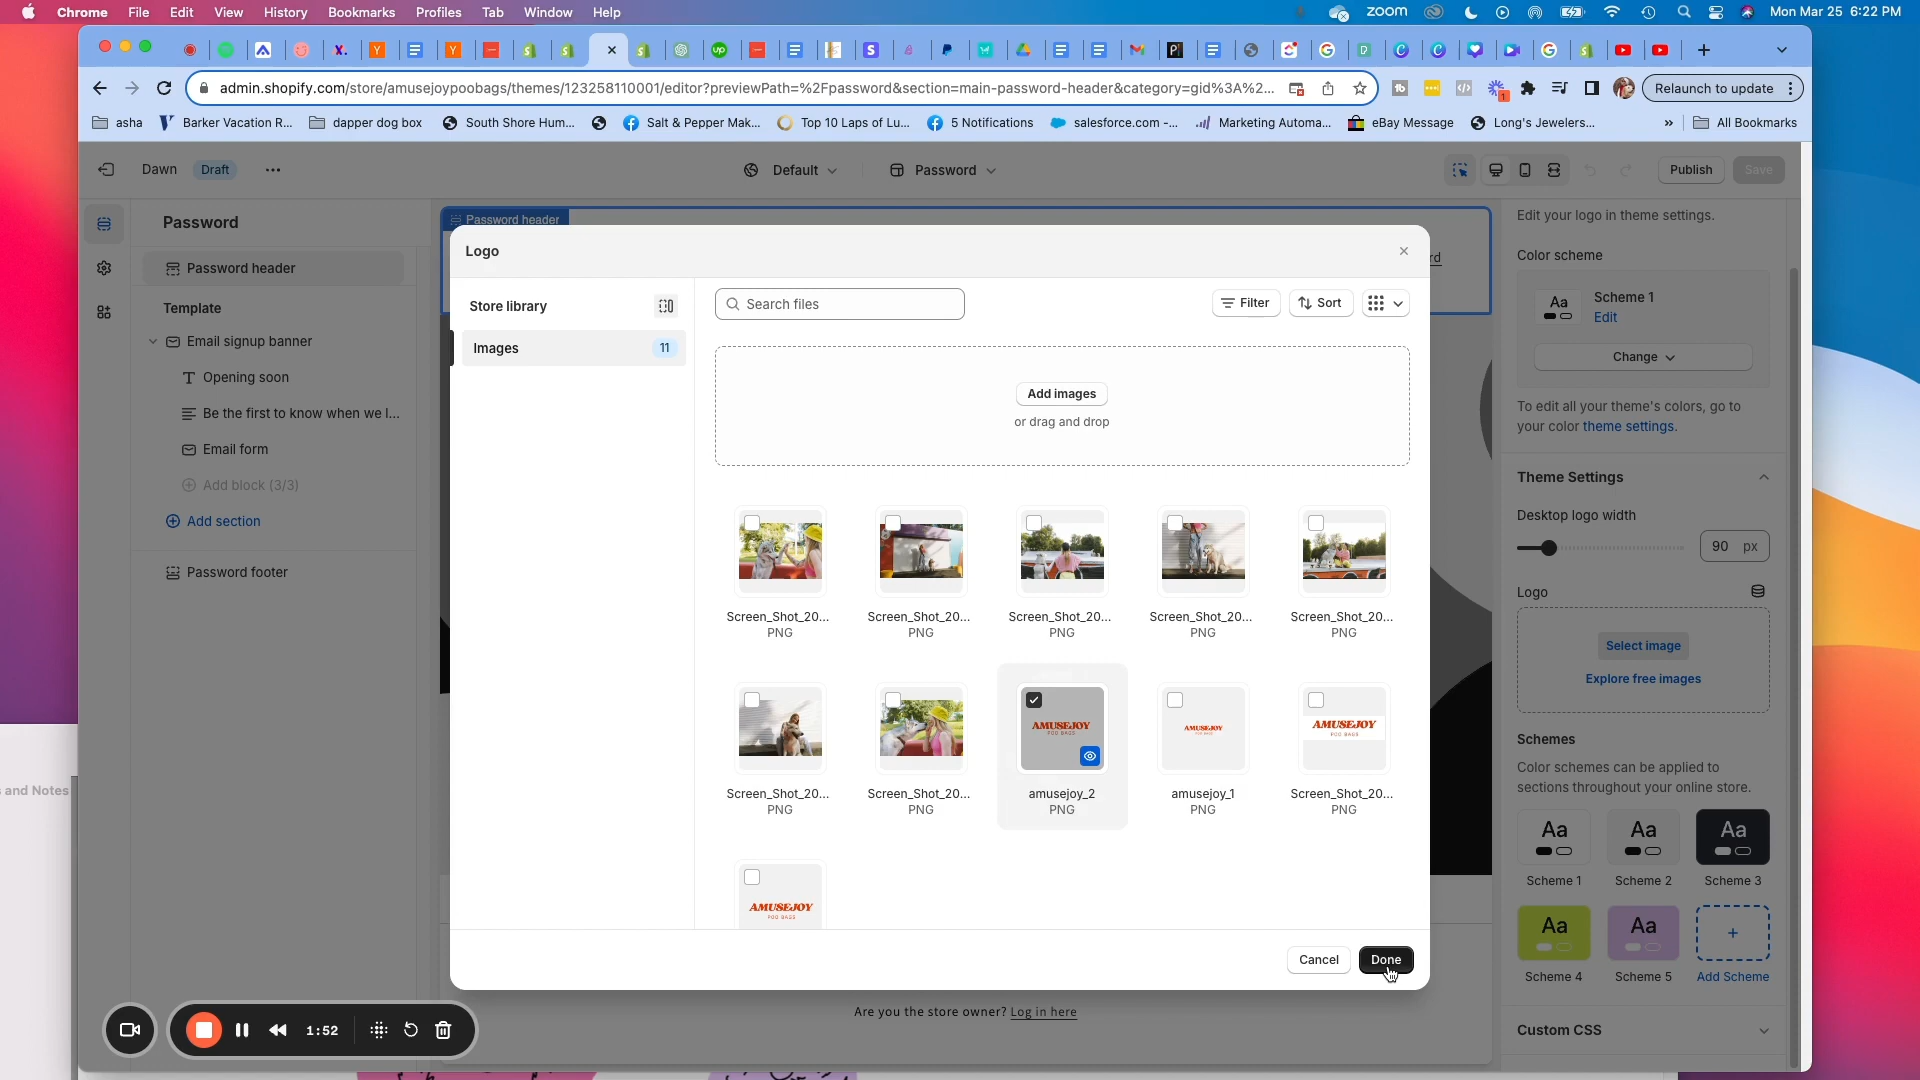 Chrome File Edit View History Bookmarks Profiles Tab Window Help
zoom Mon Mar 25 6:22 PM
admin.shopify.com/store/amusejoypoobags/themes/123258110001/editor?previewPath=%2Fpassword&section=main-password-header&category=gid%3A%2...
1
Relaunch to update
asha Barker Vacation R... dapper dog box South Shore Hum... Salt & Pepper Mak... Top 10 Laps of Lu... 5 Notifications salesforce.com -... Marketing Automa... eBay Message Long's Jewelers... » All Bookmarks
Dawn Draft ... Default Password Publish Save
Password
Password header
Template
Email signup banner
Opening soon
Be the first to know when we l...
Email form
Add block (3/3)
Add section
Password footer
Password header
rd
Logo
Store library
Images 11
Search files
Filter Sort
Add images
or drag and drop
Screen_Shot_20... Screen_Shot_20... Screen_Shot_20... Screen_Shot_20... Screen_Shot_20...
PNG PNG PNG PNG PNG
AMUSEJOY AMUSEJOY AMUSEJOY
POO BAGS POO BAGS POO BAGS
Screen_Shot_20... Screen_Shot_20... amusejoy_2 amusejoy_1 Screen_Shot_20...
PNG PNG PNG PNG PNG
AMUSEJOY
POO BAGS
Cancel Done
Are you the store owner? Log in here
Edit your logo in theme settings.
Color scheme
Aa Scheme 1
Edit
Change
To edit all your theme's colors, go to
your color theme settings.
Theme Settings
Desktop logo width
90 px
Logo
Select image
Explore free images
Schemes
Color schemes can be applied to
sections throughout your online store.
Aa Aa Aa
Scheme 1 Scheme 2 Scheme 3
Aa Aa +
Scheme 4 Scheme 5 Add Scheme
Custom CSS
s and Notes
1:52